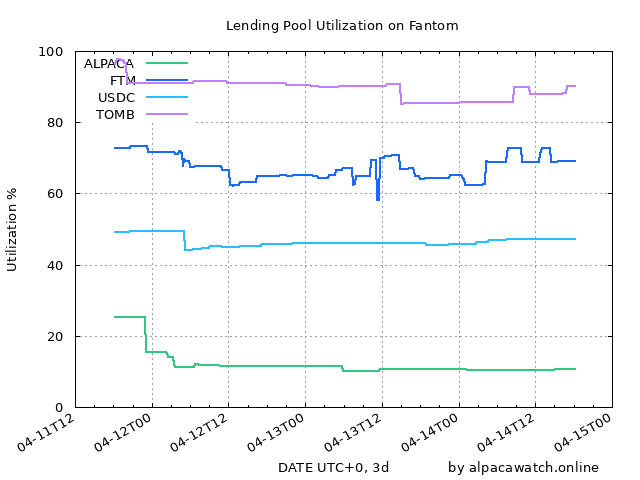 Lending Pool Utilization on Fantom
100
80
60
40
20
0
Utilization %
ALPACA
FTM
USDC
TOMB
04-11T12
04-12T00
04-12T12
04-13T00
04-13T12
04-14T00
04-14T12
04-15T00
DATE UTC+0, 3d
by alpacawatch.online